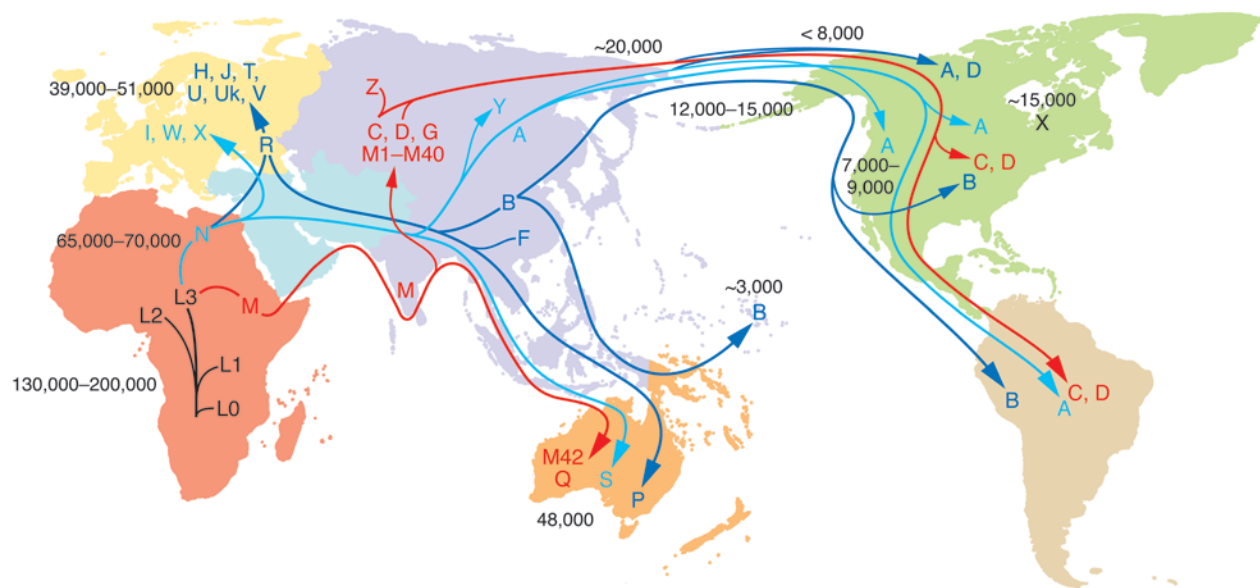 ~20,000
< 8,000
H, J, T,
U, Uk, V
39,000–51,000
A, D
Z
Y
12,000–15,000
~15,000
X
I, W, X
R
C, D, G
M1–M40
A
A
A
C, D
7,000–
9,000
B
B
N
65,000–70,000
F
L3
M
M
L2
~3,000
B
L1
130,000–200,000
L0
B
A
C, D
M42
Q
S
P
48,000